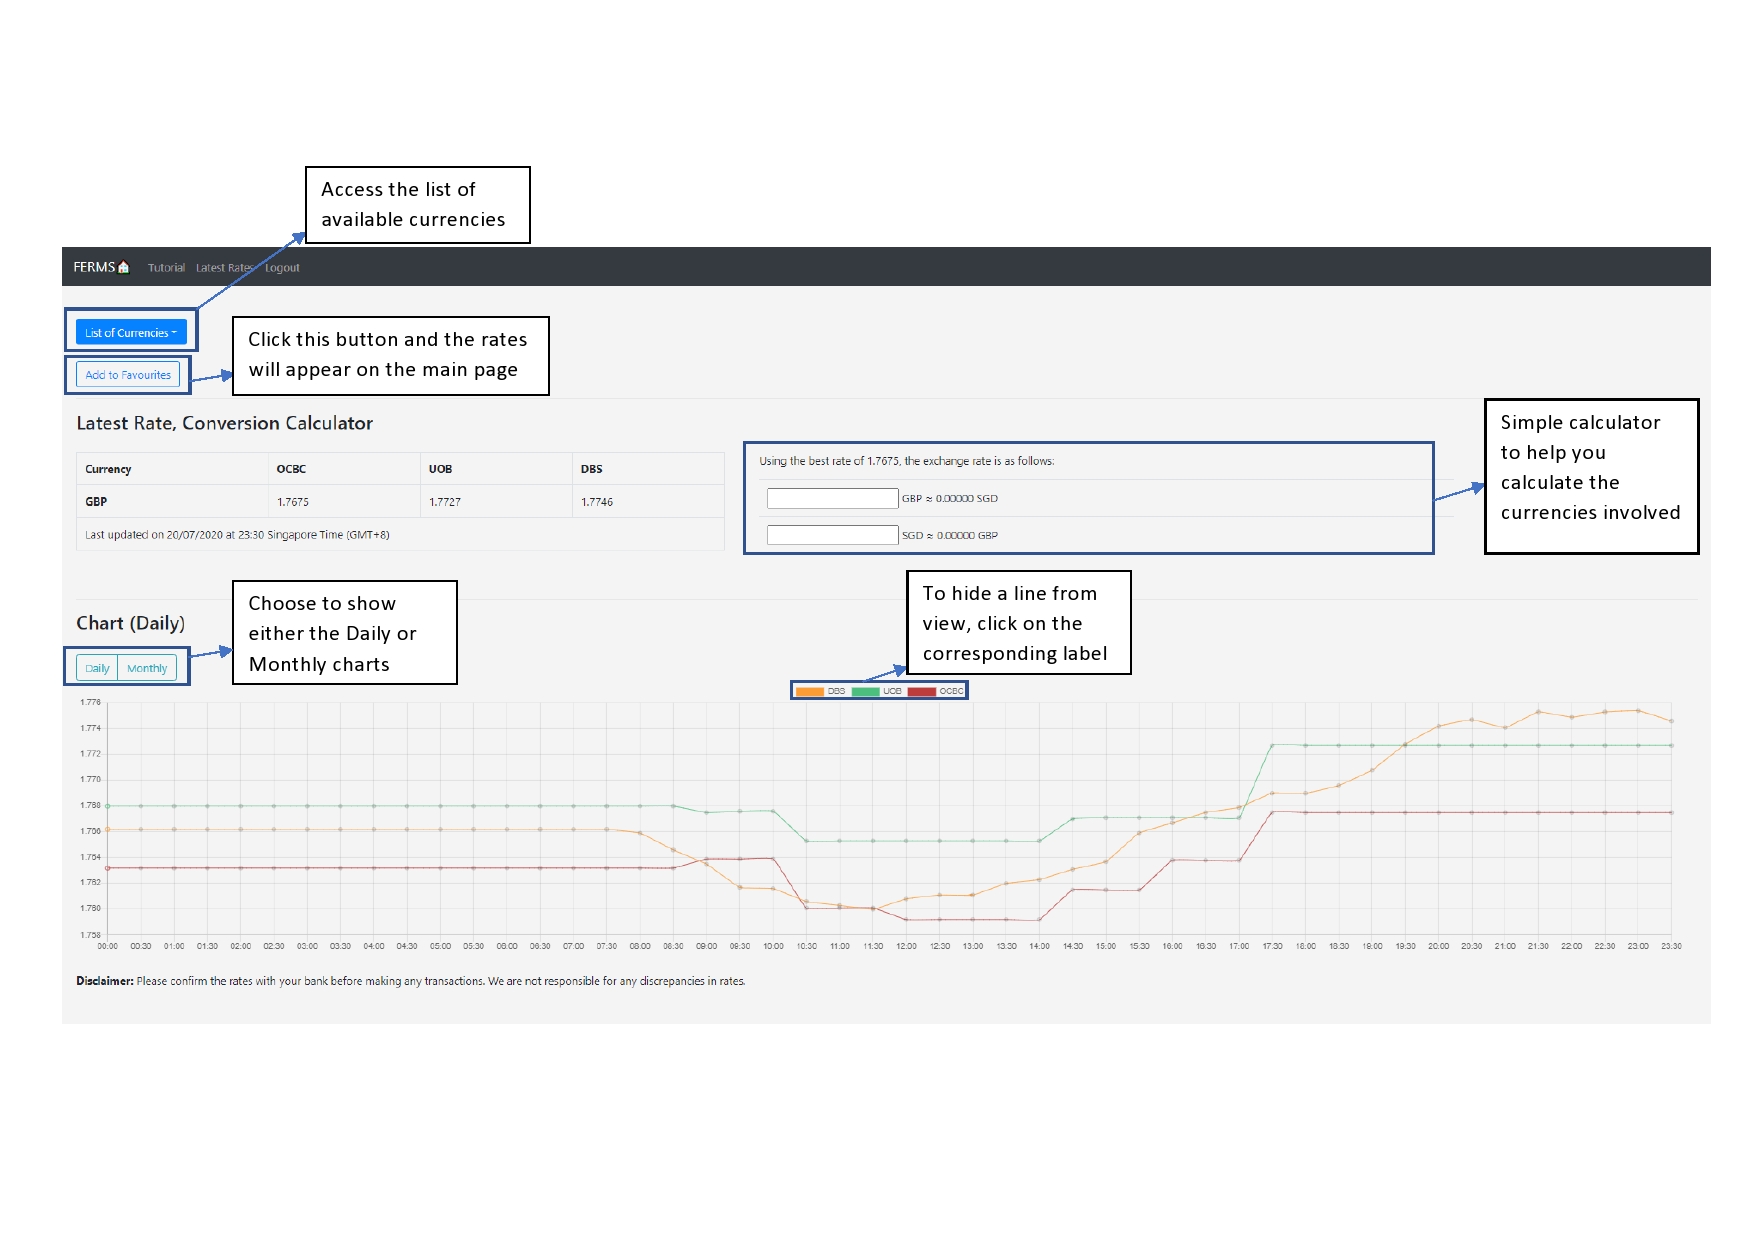 Access the list of
available currencies
FERMS Tutorial Latest Rates Logout
List of Currencies
Click this button and the rates
will appear on the main page
Add to Favourites
Latest Rate, Conversion Calculator
Simple calculator
to help you
calculate the
currencies involved
Currency OCBC UOB DBS
GBP 1.7675 1.7727 1.7746
Last updated on 20/07/2020 at 23:30 Singapore Time (GMT+8)
Using the best rate of 1.7675, the exchange rate is as follows:
GBP ≈ 0.00000 SGD
SGD ≈ 0.00000 GBP
Choose to show
either the Daily or
Monthly charts
To hide a line from
view, click on the
corresponding label
Chart (Daily)
Daily Monthly
DBS UOB OCBC
1.776
1.774
1.772
1.770
1.768
1.766
1.764
1.762
1.760
1.758
00:00 00:30 01:00 01:30 02:00 02:30 03:00 03:30 04:00 04:30 05:00 05:30 06:00 06:30 07:00 07:30 08:00 08:30 09:00 09:30 10:00 10:30 11:00 11:30 12:00 12:30 13:00 13:30 14:00 14:30 15:00 15:30 16:00 16:30 17:00 17:30 18:00 18:30 19:00 19:30 20:00 20:30 21:00 21:30 22:00 22:30 23:00 23:30
Disclaimer: Please confirm the rates with your bank before making any transactions. We are not responsible for any discrepancies in rates.